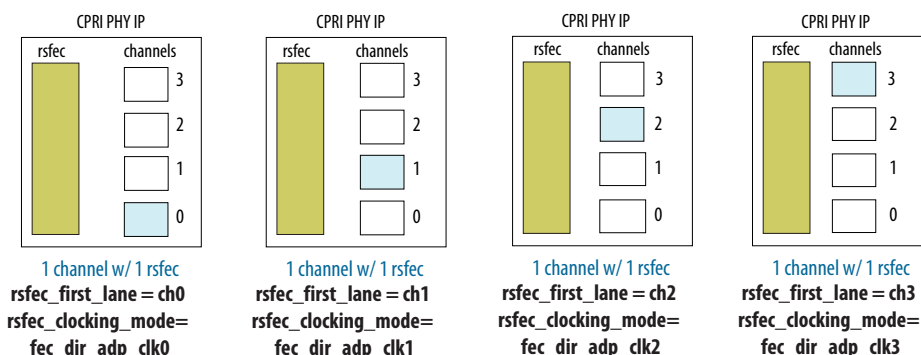 CPRI PHY IP
rsfec channels
3
2
1
0
1 channel w/ 1 rsfec
rsfec_first_lane = ch0
rsfec_clocking_mode=
fec_dir_adp_clk0
CPRI PHY IP
rsfec channels
3
2
1
0
1 channel w/ 1 rsfec
rsfec_first_lane = ch1
rsfec_clocking_mode=
fec_dir_adp_clk1
CPRI PHY IP
rsfec channels
3
2
1
0
1 channel w/ 1 rsfec
rsfec_first_lane = ch2
rsfec_clocking_mode=
fec_dir_adp_clk2
CPRI PHY IP
rsfec channels
3
2
1
0
1 channel w/ 1 rsfec
rsfec_first_lane = ch3
rsfec_clocking_mode=
fec_dir_adp_clk3